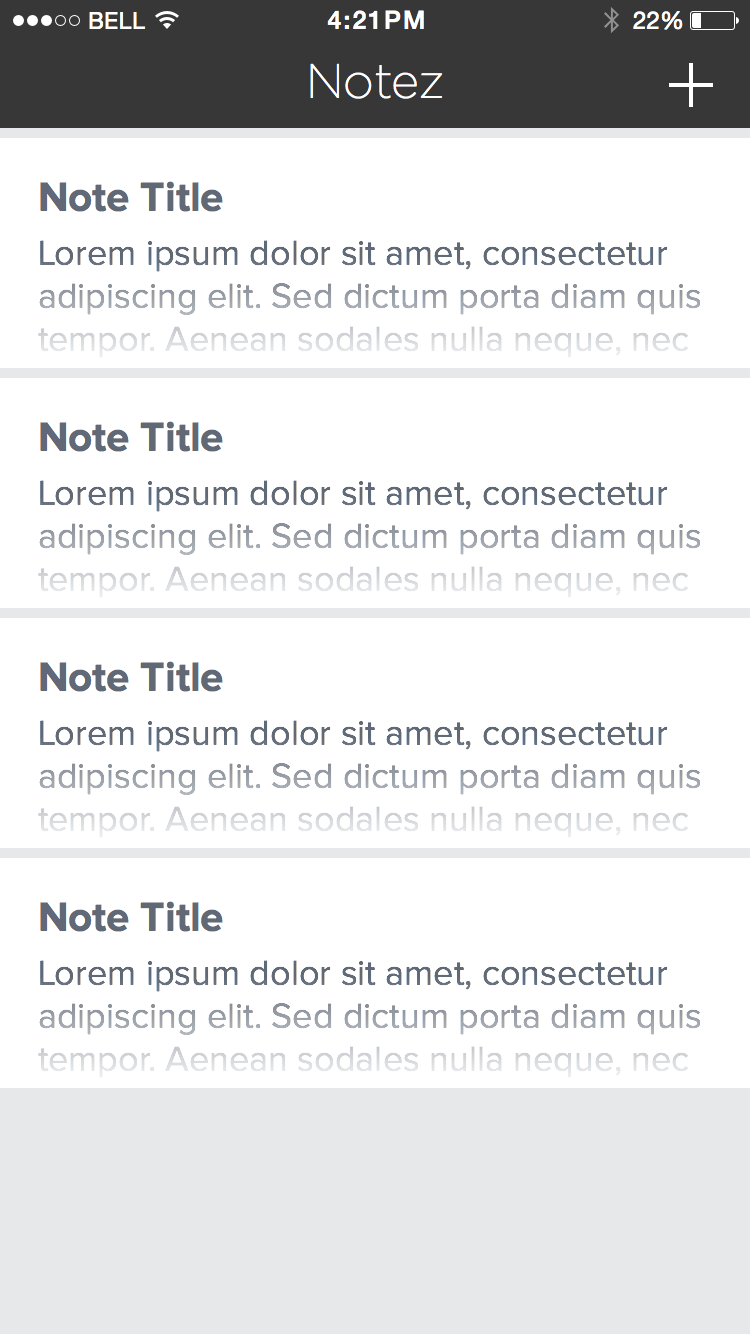 BELL 4:21PM 22%
Notez
Note Title
Lorem ipsum dolor sit amet, consectetur
adipiscing elit. Sed dictum porta diam quis
tempor. Aenean sodales nulla neque, nec
Note Title
Lorem ipsum dolor sit amet, consectetur
adipiscing elit. Sed dictum porta diam quis
tempor. Aenean sodales nulla neque, nec
Note Title
Lorem ipsum dolor sit amet, consectetur
adipiscing elit. Sed dictum porta diam quis
tempor. Aenean sodales nulla neque, nec
Note Title
Lorem ipsum dolor sit amet, consectetur
adipiscing elit. Sed dictum porta diam quis
tempor. Aenean sodales nulla neque, nec